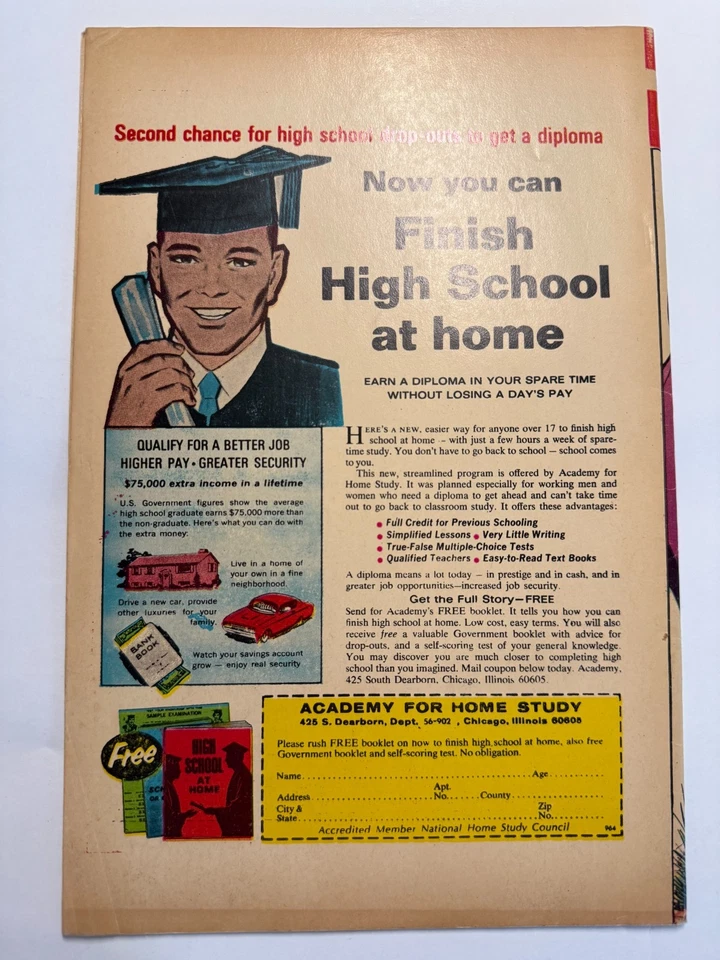 Second chance for high school drop-outs to get a diploma
Now you can
Finish
High School
at home
EARN A DIPLOMA IN YOUR SPARE TIME
WITHOUT LOSING A DAY'S PAY
QUALIFY FOR A BETTER JOB
HIGHER PAY • GREATER SECURITY
$75,000 extra income in a lifetime
U.S. Government figures show the average
high school graduate earns $75,000 more than
the non-graduate. Here's what you can do with
the extra money:
Live in a home of
your own in a fine
neighborhood.
Drive a new car, provide
other luxuries for your
family.
BANK
BOOK
Watch your savings account
grow — enjoy real security
HERE'S A NEW, easier way for anyone over 17 to finish high
school at home – with just a few hours a week of spare-
time study. You don't have to go back to school — school comes
to you.
This new, streamlined program is offered by Academy for
Home Study. It was planned especially for working men and
women who need a diploma to get ahead and can't take time
out to go back to classroom study. It offers these advantages:
• Full Credit for Previous Schooling
• Simplified Lessons • Very Little Writing
• True-False Multiple-Choice Tests
• Qualified Teachers • Easy-to-Read Text Books
A diploma means a lot today – in prestige and in cash, and in
greater job opportunities—increased job security.
Get the Full Story—FREE
Send for Academy's FREE booklet. It tells you how you can
finish high school at home. Low cost, easy terms. You will also
receive free a valuable Government booklet with advice for
drop-outs, and a self-scoring test of your general knowledge.
You may discover you are much closer to completing high
school than you imagined. Mail coupon below today. Academy,
425 South Dearborn, Chicago, Illinois 60605.
SAMPLE EXAMINATION
Free
HIGH
SCHOOL
AT
HOME
ACADEMY FOR HOME STUDY
425 S. Dearborn, Dept. 56-902 , Chicago, Illinois 60605
Please rush FREE booklet on how to finish high school at home, also free
Government booklet and self-scoring test. No obligation.
Name Age
Apt.
Address No. County
City & Zip
State No.
Accredited Member National Home Study Council 964